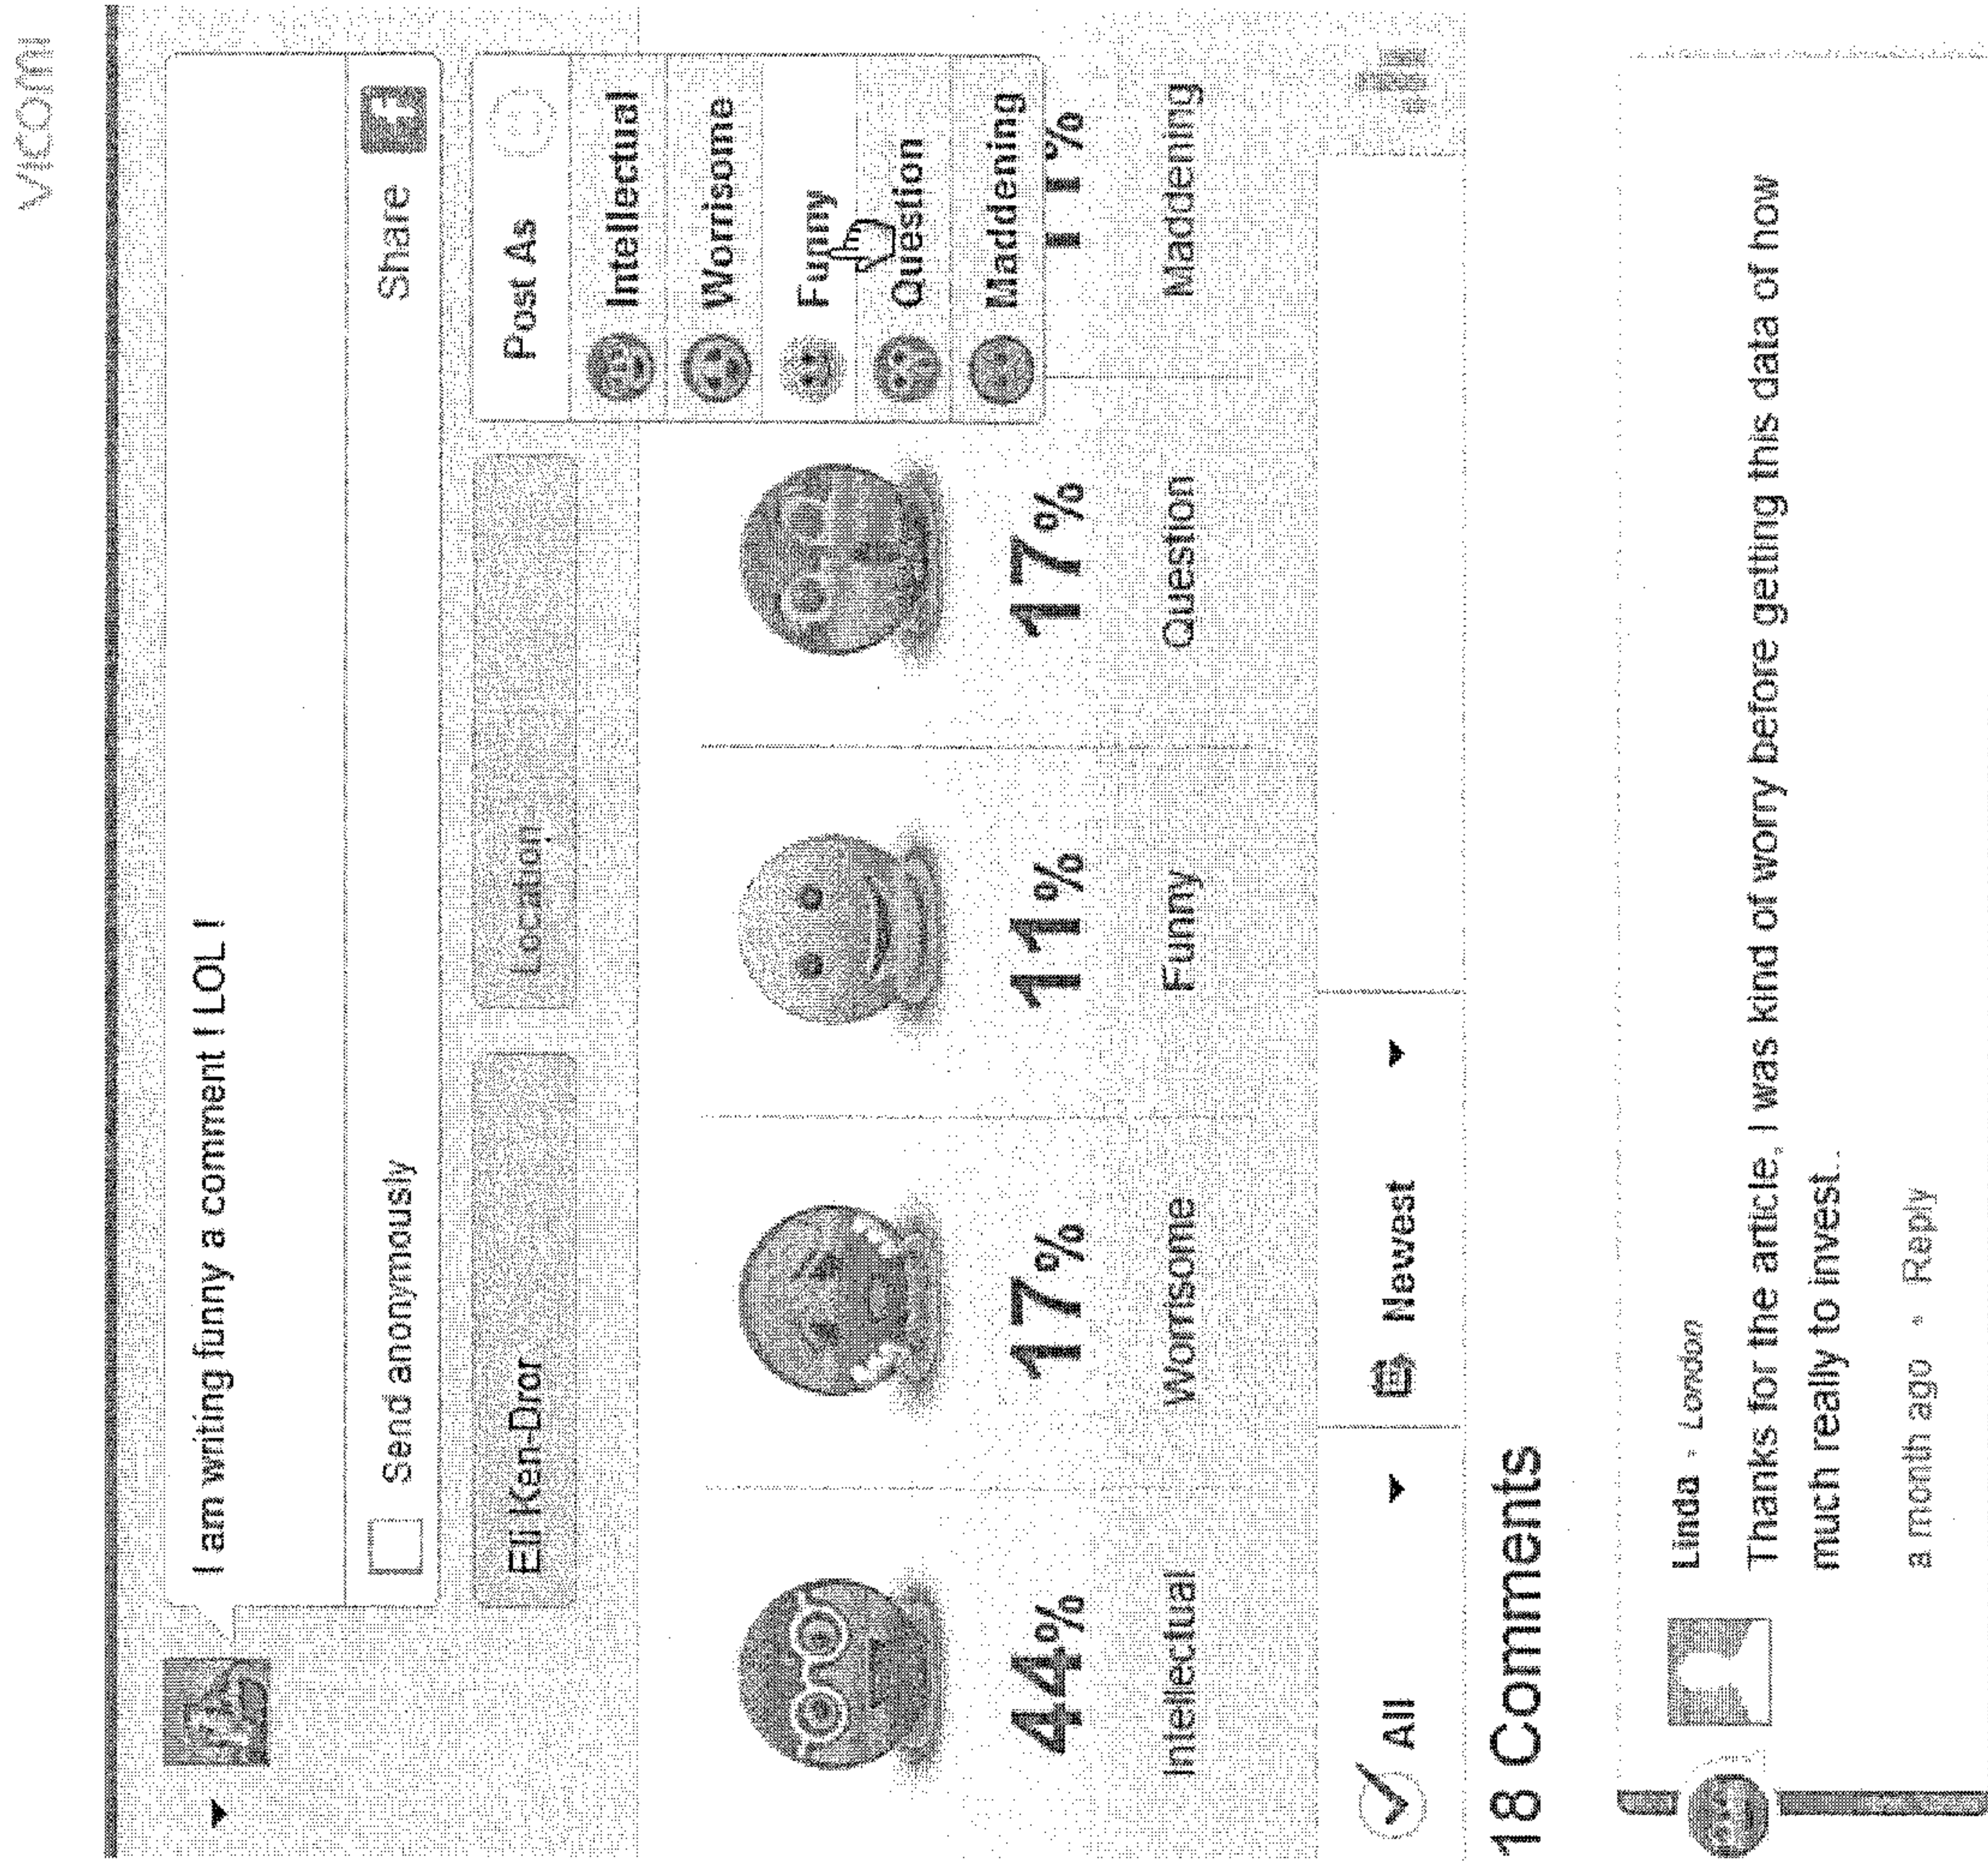 vicomi
I am writing funny a comment ! LOL !
Send anonymously
Share
f
Eli Ken-Dror
Location
Post As
Intellectual
Worrisome
Funny
Question
Maddening
44%
17%
11%
17%
11%
Intellectual
Worrisome
Funny
Question
Maddening
All
Newest
18 Comments
Linda - London
Thanks for the article, I was kind of worry before getting this data of how
much really to invest..
a month ago • Reply